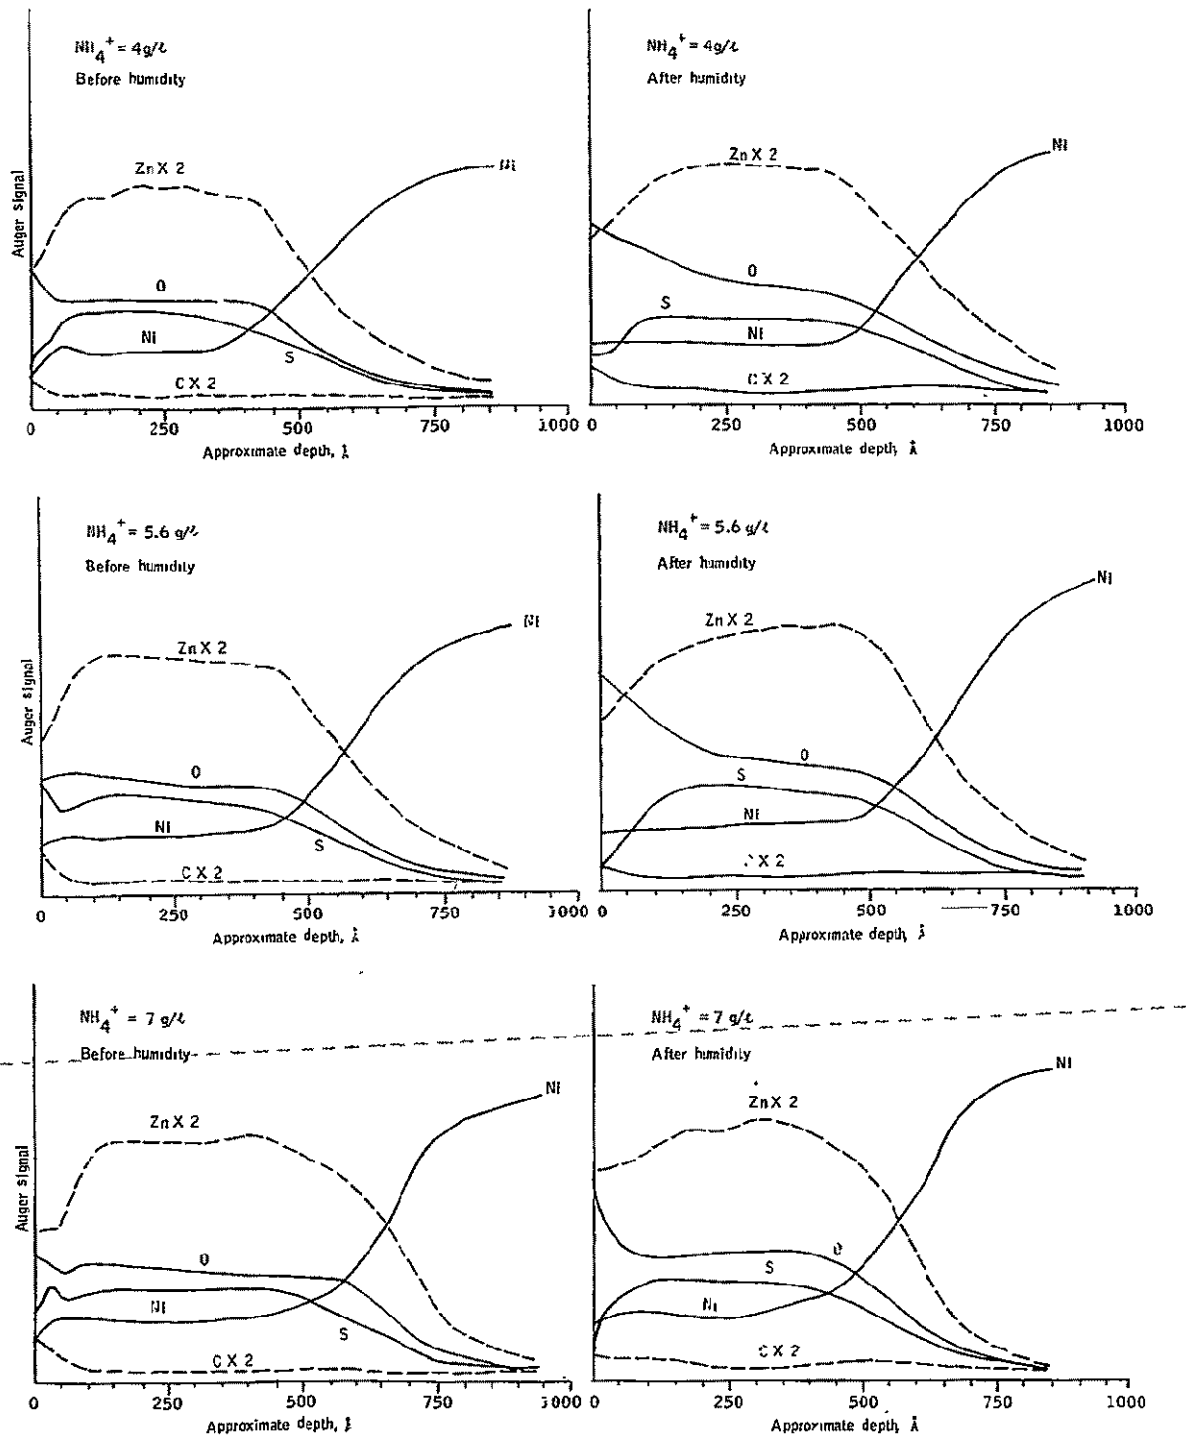 NH4+ = 4 g/ℓ
Before humidity
Zn X 2
Ni
O
Ni
S
C X 2
Auger signal
0 250 500 750 1000
Approximate depth, Å
NH4+ = 4 g/ℓ
After humidity
Zn X 2
Ni
O
S
Ni
C X 2
0 250 500 750 1000
Approximate depth, Å
NH4+ = 5.6 g/ℓ
Before humidity
Zn X 2
Ni
O
Ni
S
C X 2
Auger signal
0 250 500 750 1000
Approximate depth, Å
NH4+ = 5.6 g/ℓ
After humidity
Zn X 2
Ni
O
S
Ni
X 2
0 250 500 750 1000
Approximate depth, Å
NH4+ = 7 g/ℓ
Before humidity
Zn X 2
Ni
O
Ni
S
C X 2
Auger signal
0 250 500 750 1000
Approximate depth, Å
NH4+ = 7 g/ℓ
After humidity
Zn X 2
Ni
O
S
Ni
C X 2
0 250 500 750 1000
Approximate depth, Å